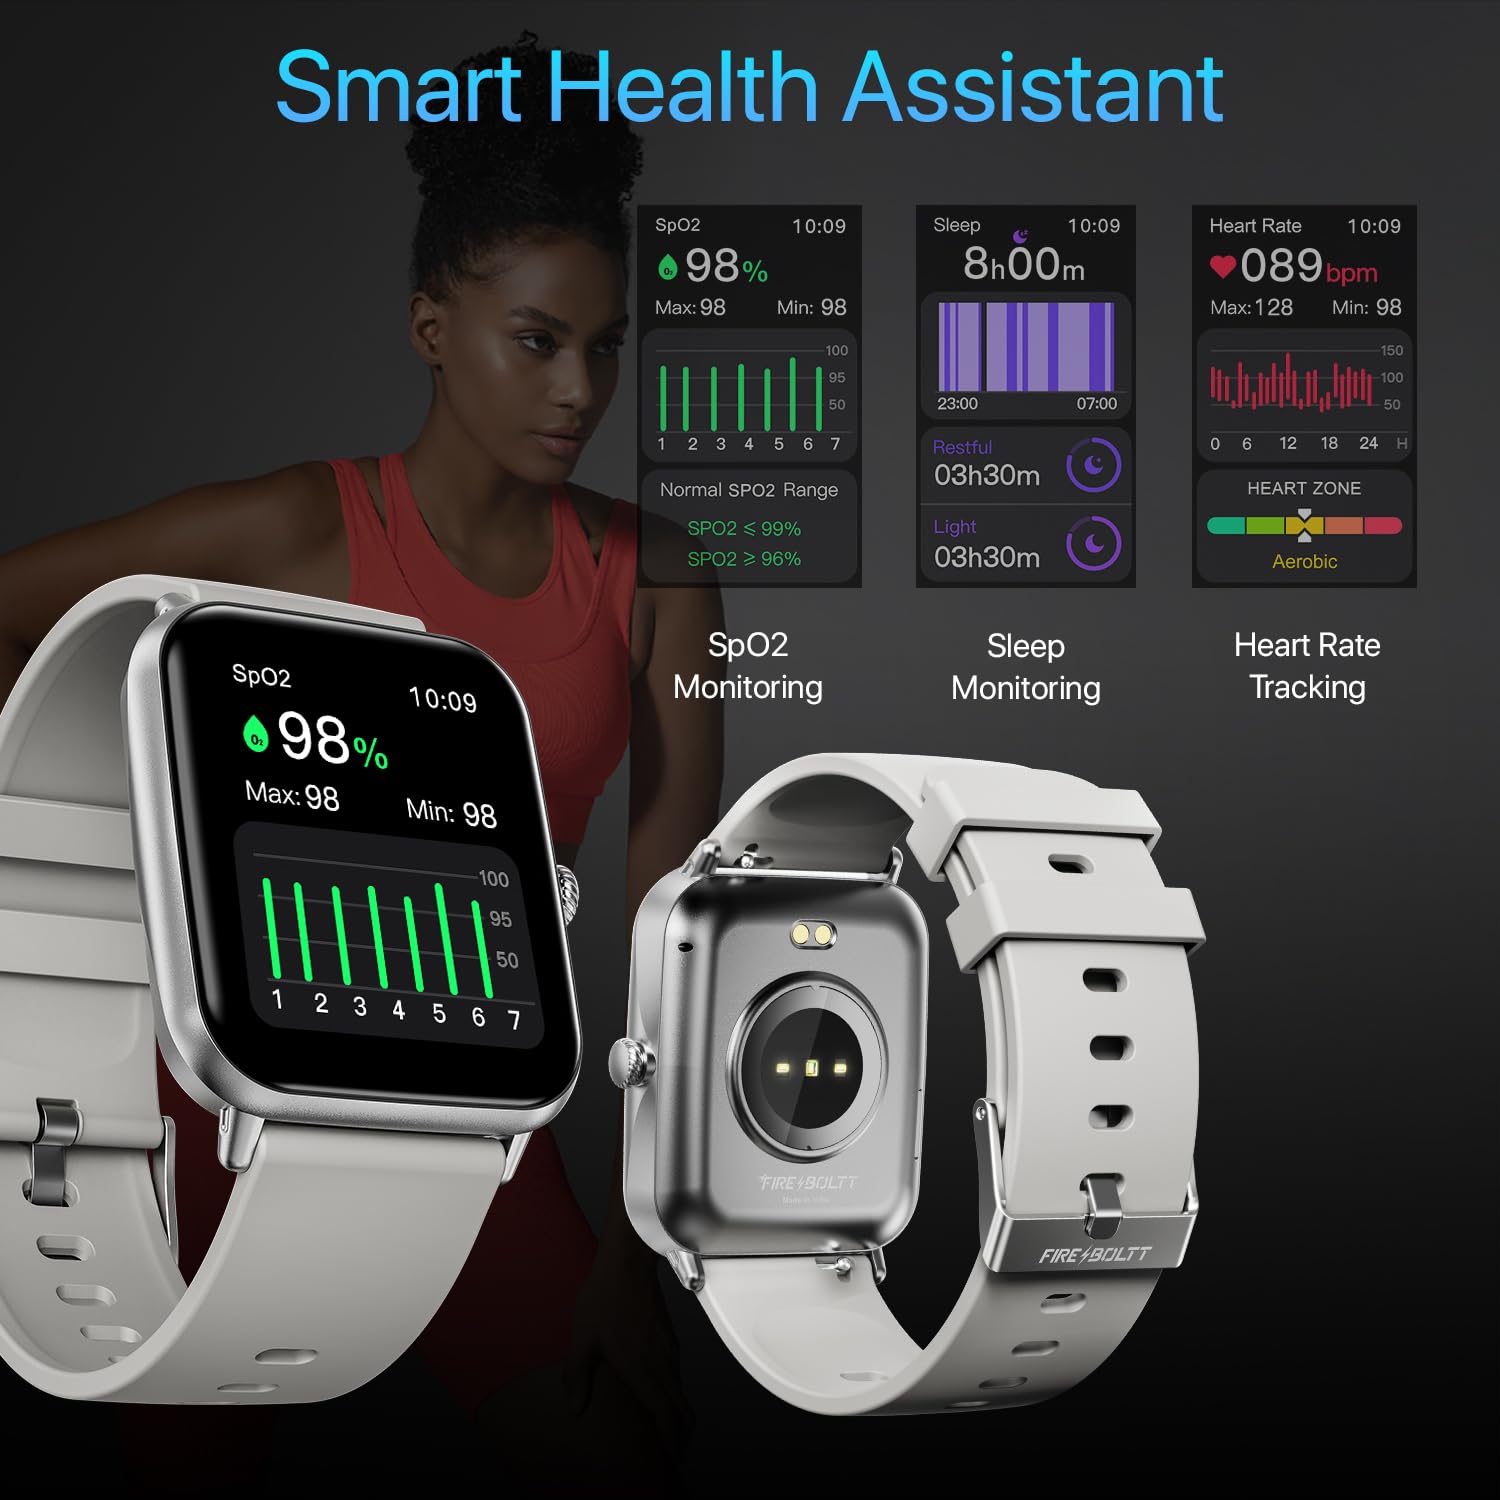 Smart Health Assistant
SpO2 10:09
O₂ 98%
Max: 98 Min: 98
100
95
50
1 2 3 4 5 6 7
Normal SPO2 Range
SPO2 ≤ 99%
SPO2 ≥ 96%
SpO2
Monitoring
Sleep 10:09
8h00m
23:00 07:00
Restful
03h30m
Light
03h30m
Sleep
Monitoring
Heart Rate 10:09
089bpm
Max: 128 Min: 98
150
100
50
0 6 12 18 24 H
HEART ZONE
Aerobic
Heart Rate
Tracking
SpO2 10:09
O₂ 98%
Max: 98 Min: 98
100
95
50
1 2 3 4 5 6 7
FIRE BOLTT
FIRE BOLTT